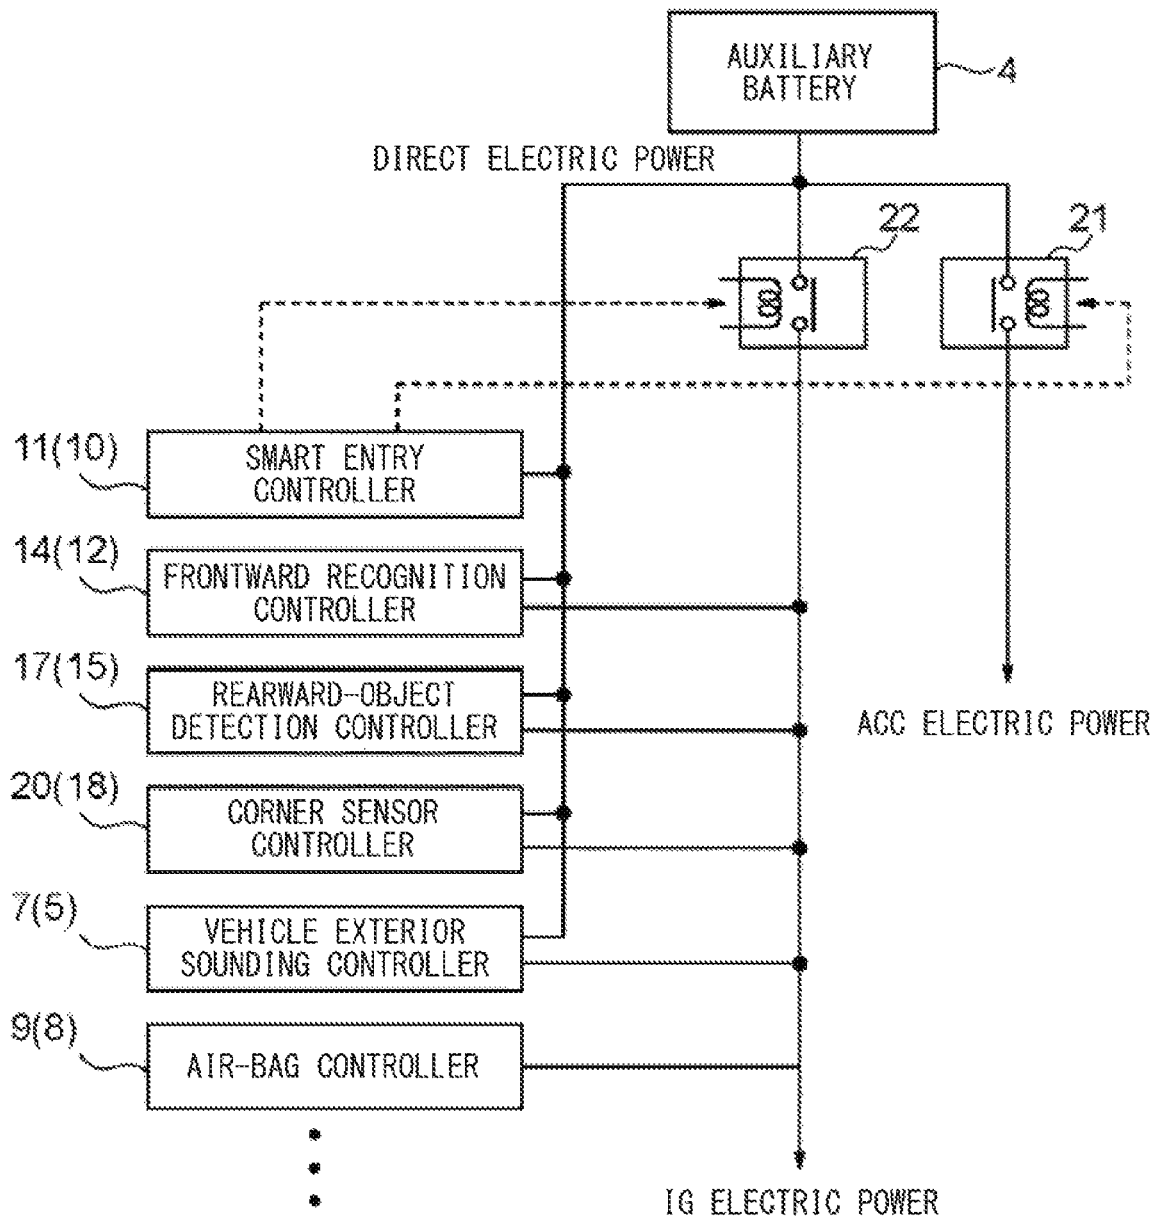 AUXILIARY
BATTERY
4
DIRECT ELECTRIC POWER
22
21
11(10)
SMART ENTRY
CONTROLLER
14(12)
FRONTWARD RECOGNITION
CONTROLLER
17(15)
REARWARD-OBJECT
DETECTION CONTROLLER
ACC ELECTRIC POWER
20(18)
CORNER SENSOR
CONTROLLER
7(5)
VEHICLE EXTERIOR
SOUNDING CONTROLLER
9(8)
AIR-BAG CONTROLLER
IG ELECTRIC POWER